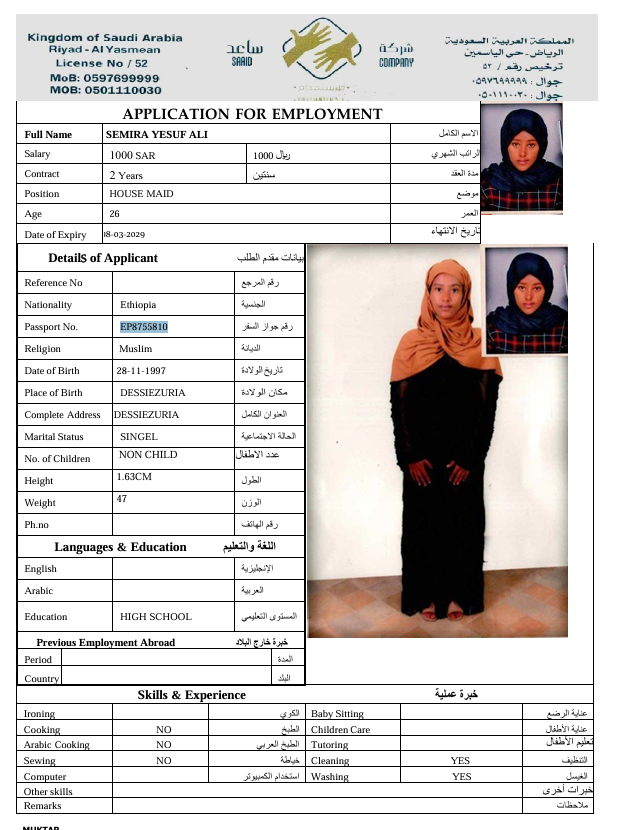 Kingdom of Saudi Arabia
Riyad - Al Yasmean
License No / 52
MoB: 0597699999
MOB: 0501110030
ساعد
SAAID
شركة
COMPANY
المملكة العربية السعودية
الرياض - حي الياسمين
ترخيص رقم / ٥٢
جوال : ٠٥٩٧٦٩٩٩٩٩
جوال : ٠٥٠١١١٠٠٣٠
APPLICATION FOR EMPLOYMENT
Full Name SEMIRA YESUF ALI الاسم الكامل
Salary 1000 SAR 1000 ريال الراتب الشهري
Contract 2 Years سنتين مدة العقد
Position HOUSE MAID موضع
Age 26 العمر
Date of Expiry 18-03-2029 تاريخ الانتهاء
Details of Applicant بيانات مقدم الطلب
Reference No رقم المرجع
Nationality Ethiopia الجنسية
Passport No. EP8755810 رقم جواز السفر
Religion Muslim الديانة
Date of Birth 28-11-1997 تاريخ الولادة
Place of Birth DESSIEZURIA مكان الولادة
Complete Address DESSIEZURIA العنوان الكامل
Marital Status SINGEL الحالة الاجتماعية
No. of Children NON CHILD عدد الاطفال
Height 1.63CM الطول
Weight 47 الوزن
Ph.no رقم الهاتف
Languages & Education اللغة والتعليم
English الإنجليزية
Arabic العربية
Education HIGH SCHOOL المستوى التعليمي
Previous Employment Abroad خبرة خارج البلاد
Period المدة
Country البلد
Skills & Experience خبرة عملية
Ironing الكوي Baby Sitting عناية الرضع
Cooking NO الطبخ Children Care عناية الأطفال
Arabic Cooking NO الطبخ العربي Tutoring تعليم الأطفال
Sewing NO خياطة Cleaning YES التنظيف
Computer استخدام الكمبيوتر Washing YES الغيسل
Other skills خبرات أخرى
Remarks ملاحظات
MUKTAR